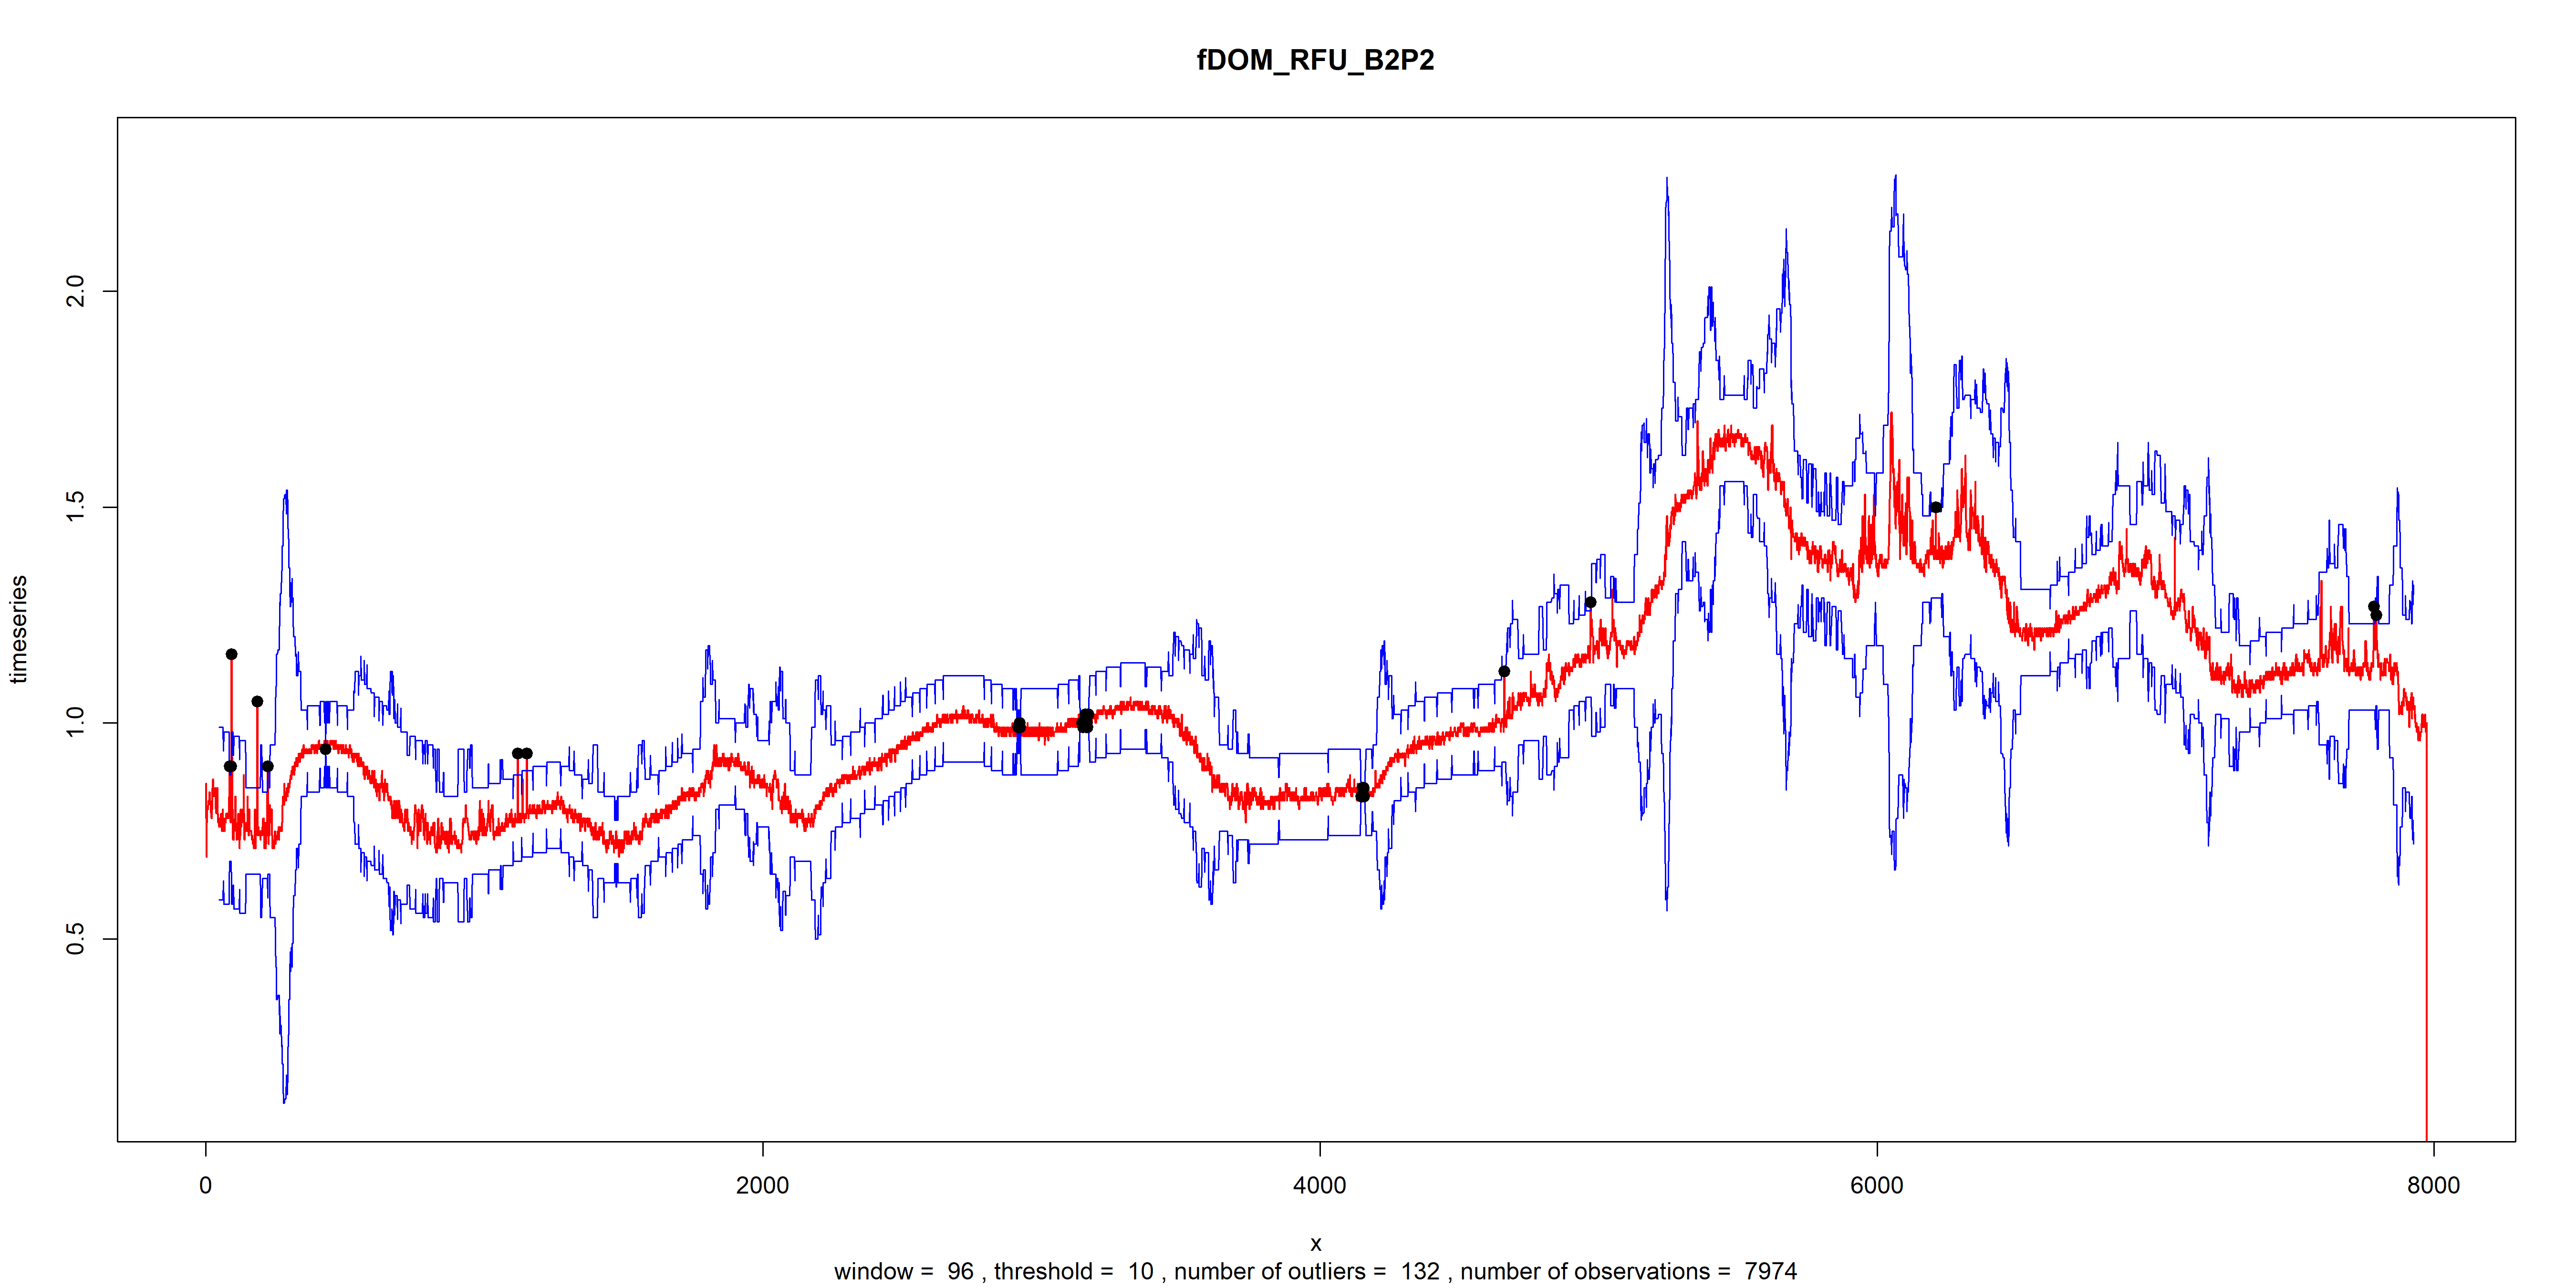 fDOM_RFU_B2P2
timeseries
2.0
1.5
1.0
0.5
0 2000 4000 6000 8000
x
window = 96 , threshold = 10 , number of outliers = 132 , number of observations = 7974